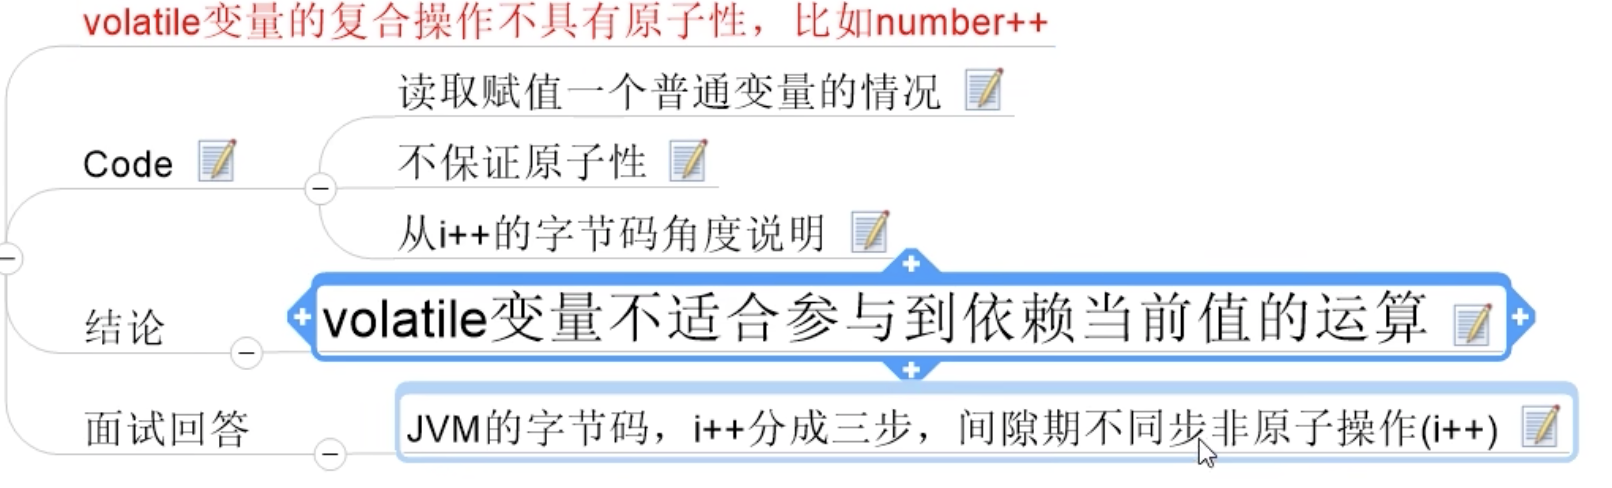 volatile变量的复合操作不具有原子性，比如number++
读取赋值一个普通变量的情况
Code
不保证原子性
从i++的字节码角度说明
结论
volatile变量不适合参与到依赖当前值的运算
面试回答
JVM的字节码，i++分成三步，间隙期不同步非原子操作(i++)